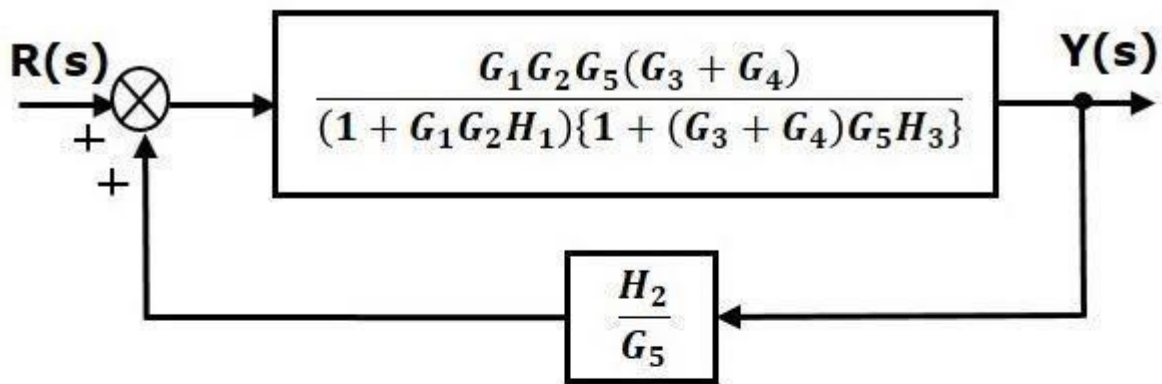 R(s)
Y(s)
G₁G₂G₅(G₃ + G₄)
(1 + G₁G₂H₁){1 + (G₃ + G₄)G₅H₃}
+
+
H₂
G₅